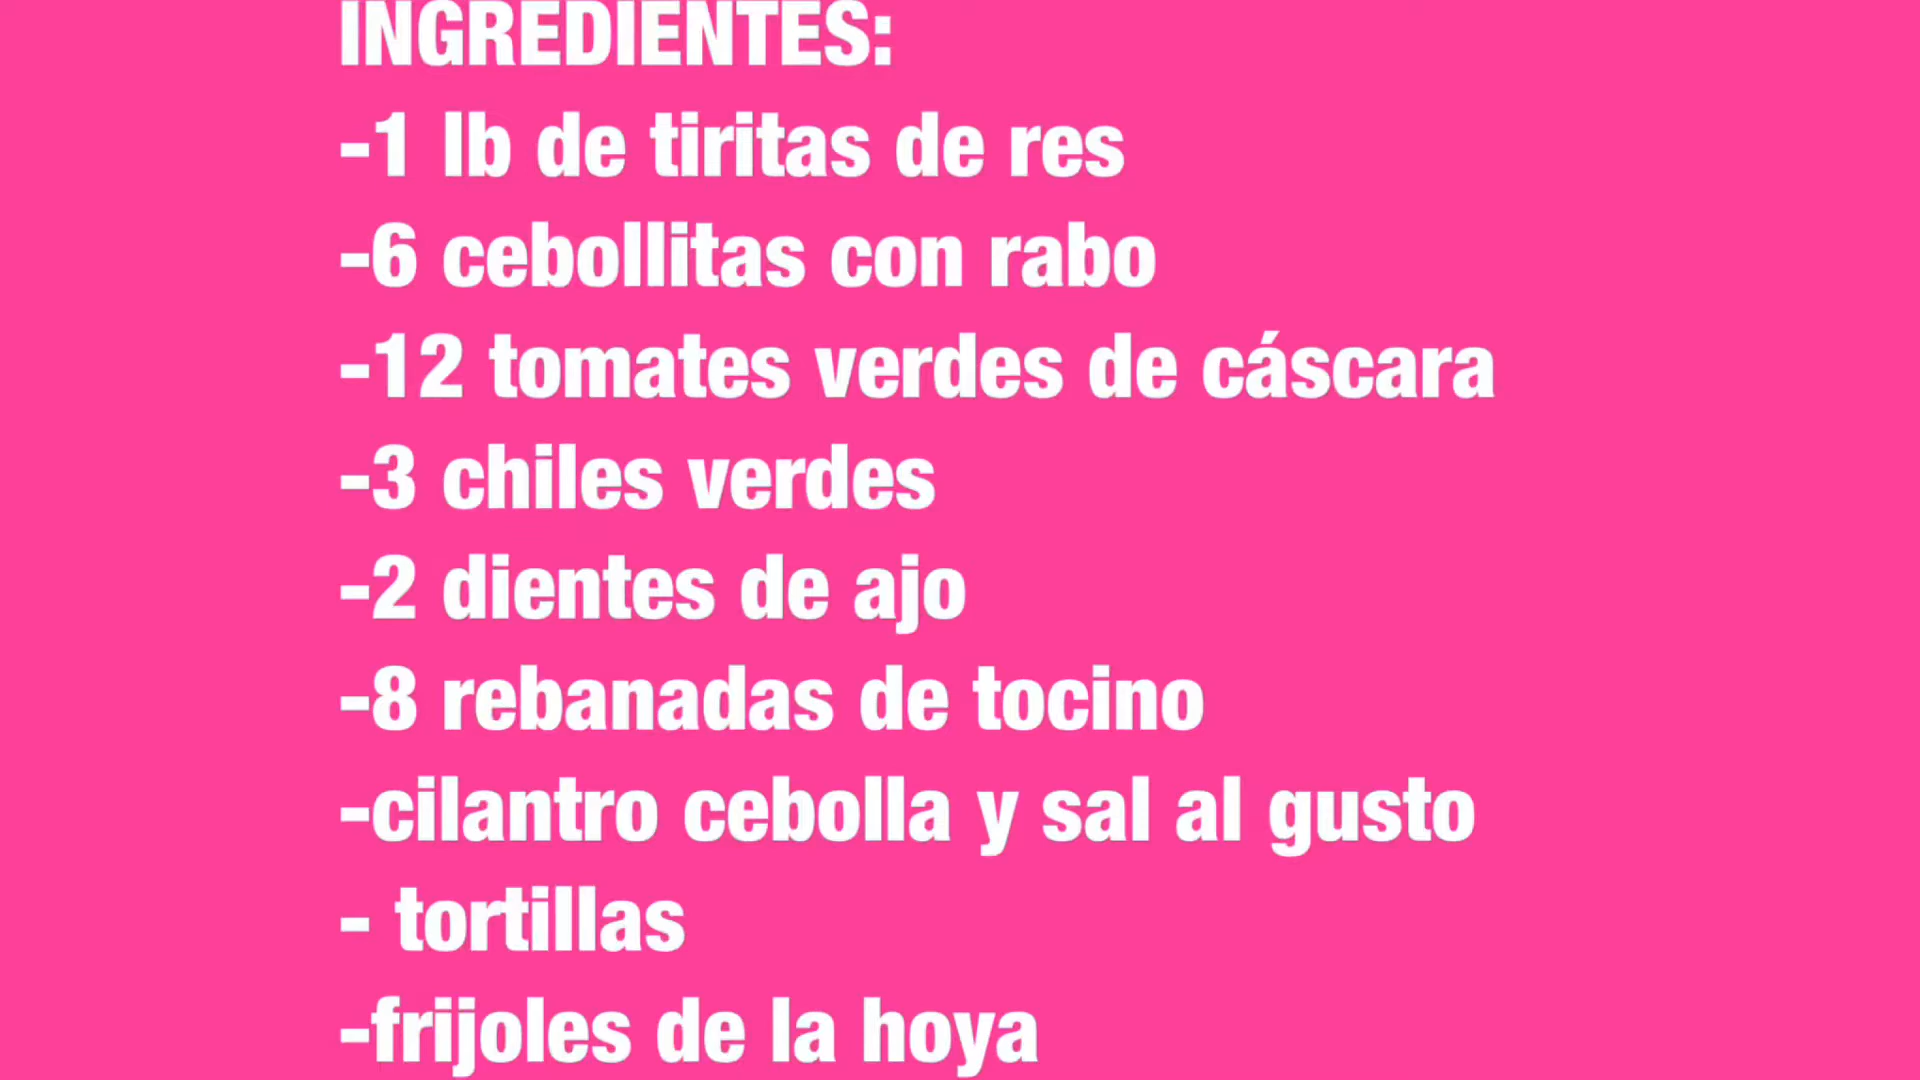 INGREDIENTES:
-1 lb de tiritas de res
-6 cebollitas con rabo
-12 tomates verdes de cáscara
-3 chiles verdes
-2 dientes de ajo
-8 rebanadas de tocino
-cilantro cebolla y sal al gusto
- tortillas
-frijoles de la hoya